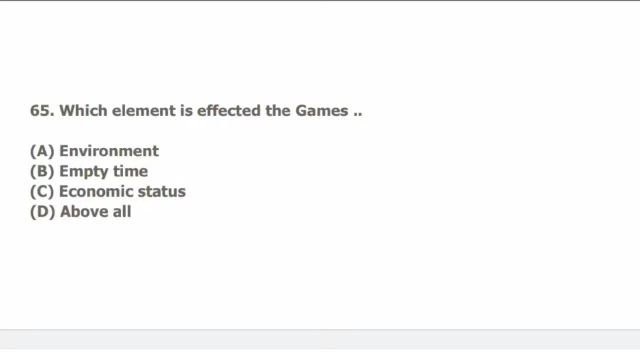 65. Which element is effected the Games ..
(A) Environment
(B) Empty time
(C) Economic status
(D) Above all